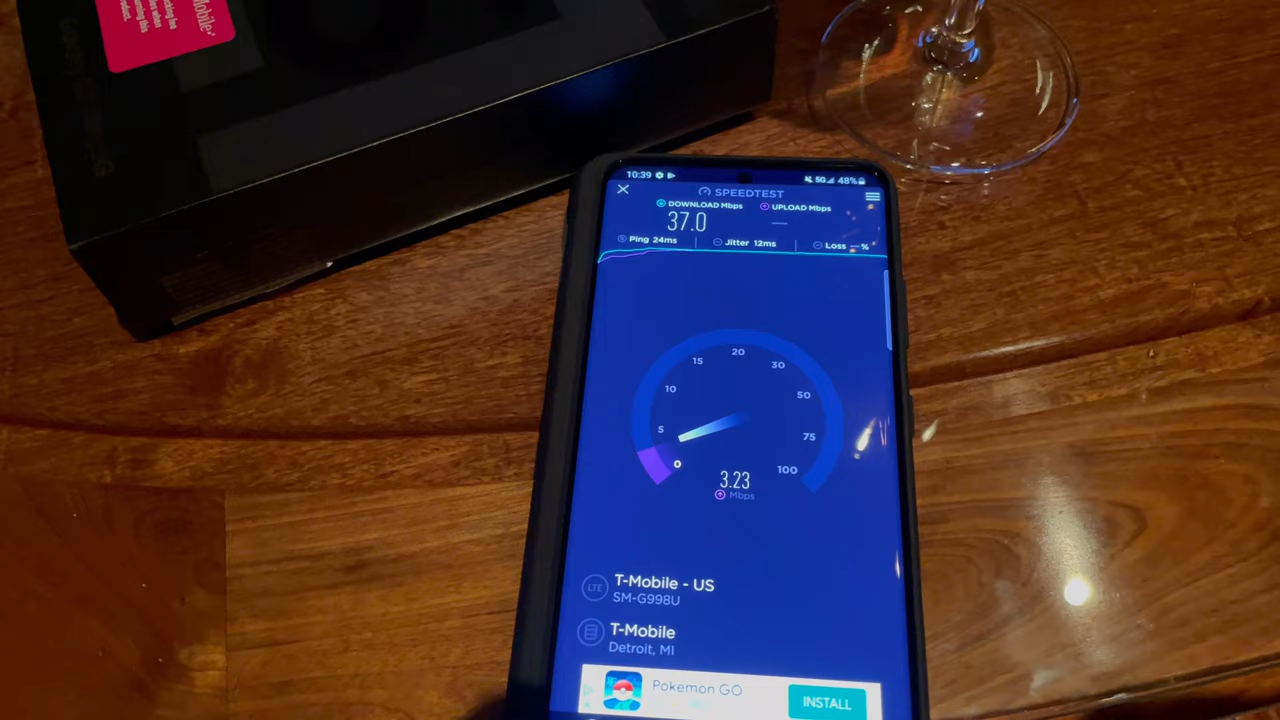 Mobile
10:39 5G 48%
SPEEDTEST
DOWNLOAD Mbps UPLOAD Mbps
37.0 —
Ping 24ms Jitter 12ms Loss —%
20
15 30
10 50
5 75
0 100
3.23
Mbps
LTE T-Mobile - US
SM-G998U
T-Mobile
Detroit, MI
Pokemon GO INSTALL